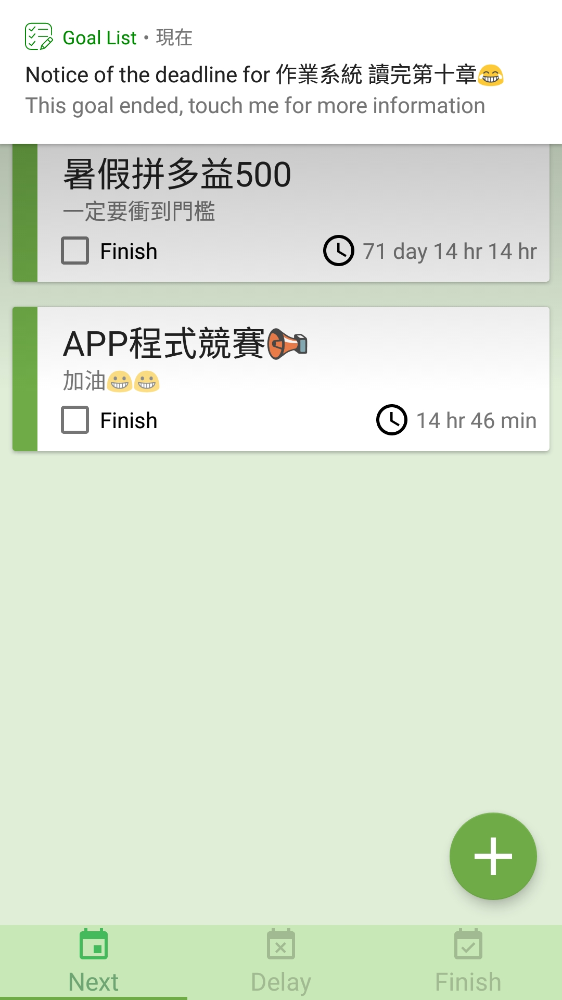 Goal List • 現在
Notice of the deadline for 作業系統 讀完第十章😂
This goal ended, touch me for more information
暑假拼多益500
一定要衝到門檻
Finish 71 day 14 hr 14 hr
APP程式競賽📢
加油😀😀
Finish 14 hr 46 min
Next Delay Finish